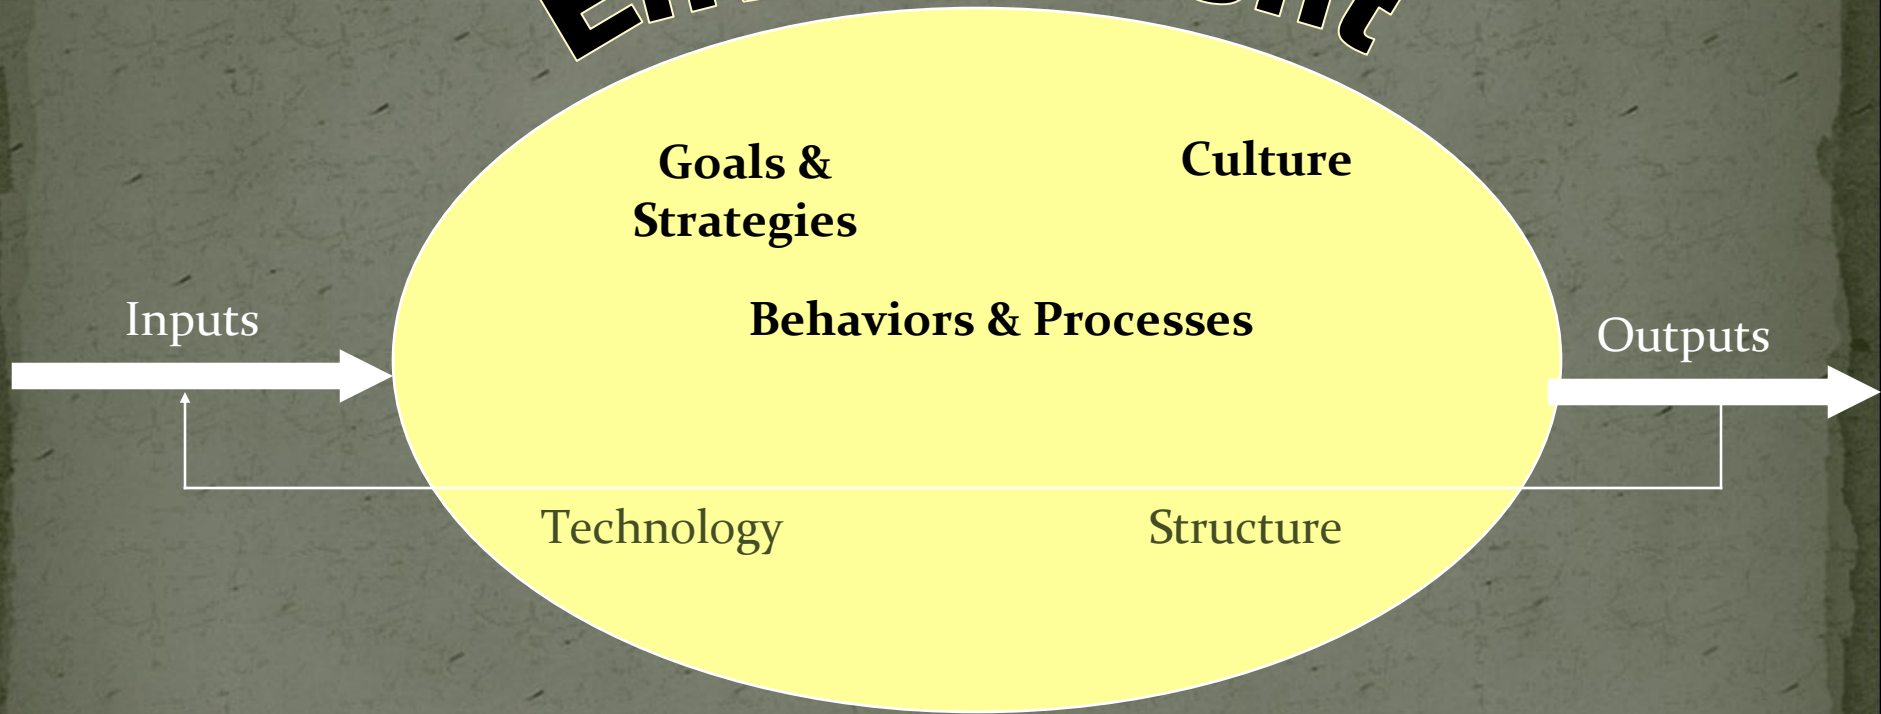 Goals &
Strategies
Culture
Behaviors & Processes
Inputs
Outputs
Technology
Structure